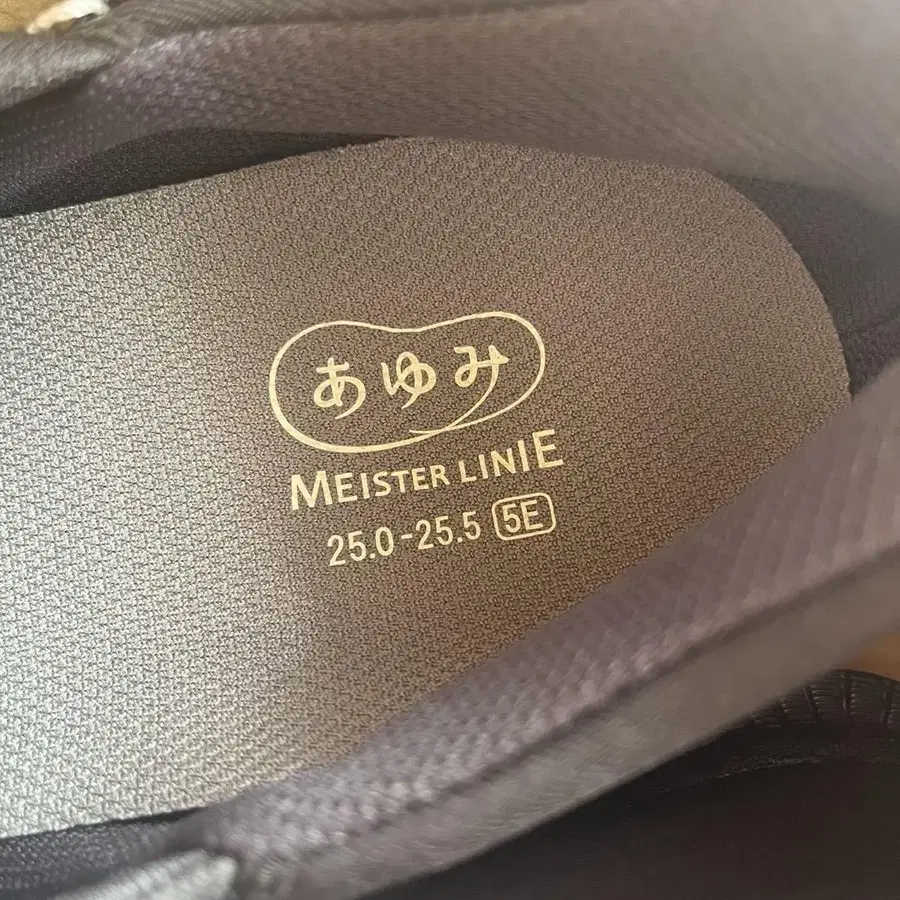 あゆみ
MEISTER LINIE
25.0-25.5 5E